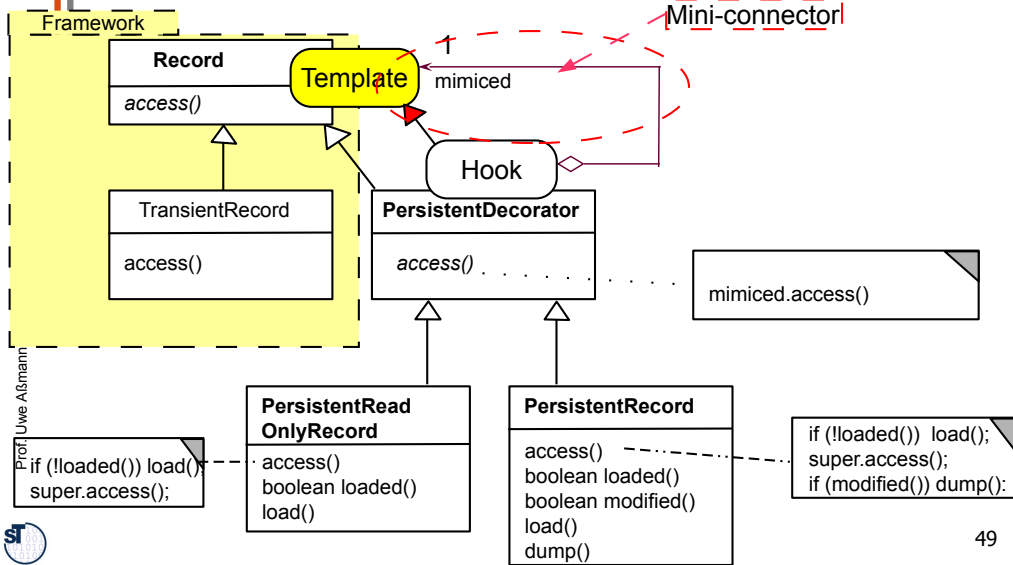 Framework
Mini-connector
Record
access()
Template
1
mimiced
Hook
TransientRecord
access()
PersistentDecorator
access()
mimiced.access()
Prof. Uwe Aßmann
PersistentRead
OnlyRecord
access()
boolean loaded()
load()
if (!loaded()) load();
super.access();
PersistentRecord
access()
boolean loaded()
boolean modified()
load()
dump()
if (!loaded()) load();
super.access();
if (modified()) dump():
ST
49